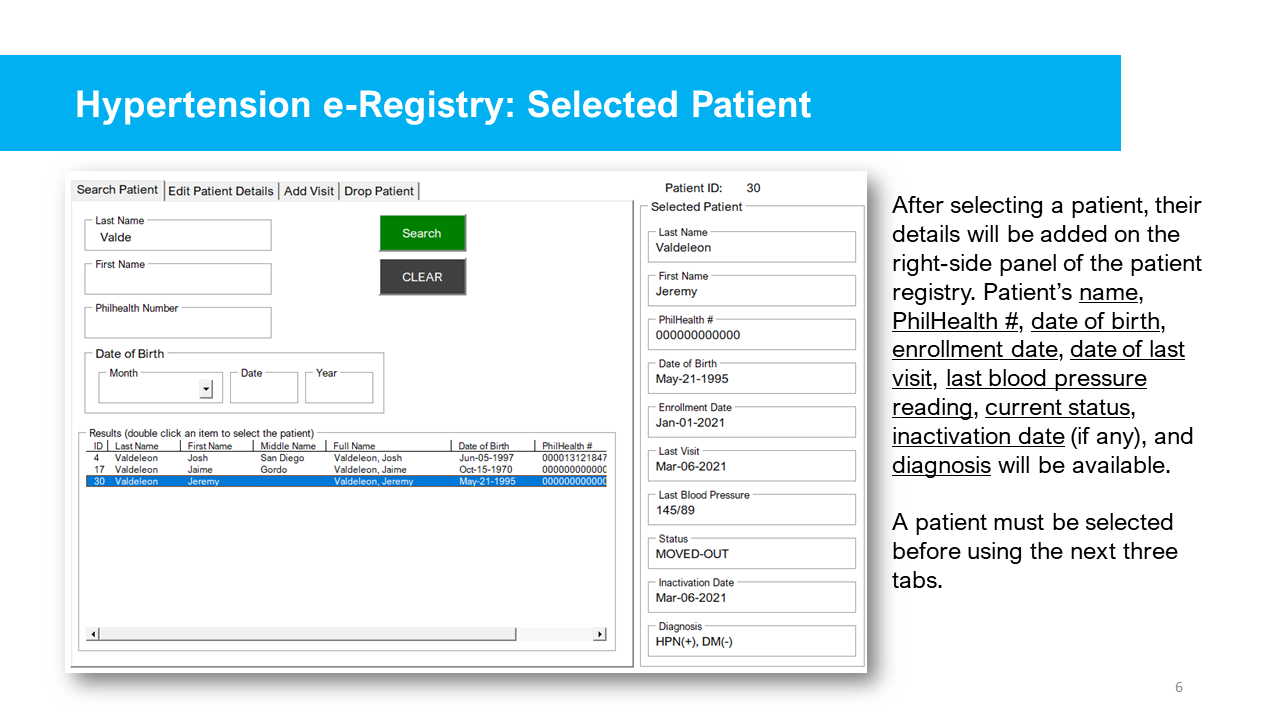 Hypertension e-Registry: Selected Patient
Search Patient
Edit Patient Details
Add Visit
Drop Patient
Last Name
Valde
First Name
Philhealth Number
Date of Birth
Month
Date
Year
Search
CLEAR
Results (double click an item to select the patient)
ID Last Name First Name Middle Name Full Name Date of Birth PhilHealth #
4 Valdeleon Josh San Diego Valdeleon, Josh Jun-05-1997 000013121847
17 Valdeleon Jaime Gordo Valdeleon, Jaime Oct-15-1970 000000000000
30 Valdeleon Jeremy Valdeleon, Jeremy May-21-1995 000000000000
Patient ID: 30
Selected Patient
Last Name
Valdeleon
First Name
Jeremy
PhilHealth #
000000000000
Date of Birth
May-21-1995
Enrollment Date
Jan-01-2021
Last Visit
Mar-06-2021
Last Blood Pressure
145/89
Status
MOVED-OUT
Inactivation Date
Mar-06-2021
Diagnosis
HPN(+), DM(-)
After selecting a patient, their
details will be added on the
right-side panel of the patient
registry. Patient’s name,
PhilHealth #, date of birth,
enrollment date, date of last
visit, last blood pressure
reading, current status,
inactivation date (if any), and
diagnosis will be available.
A patient must be selected
before using the next three
tabs.
6